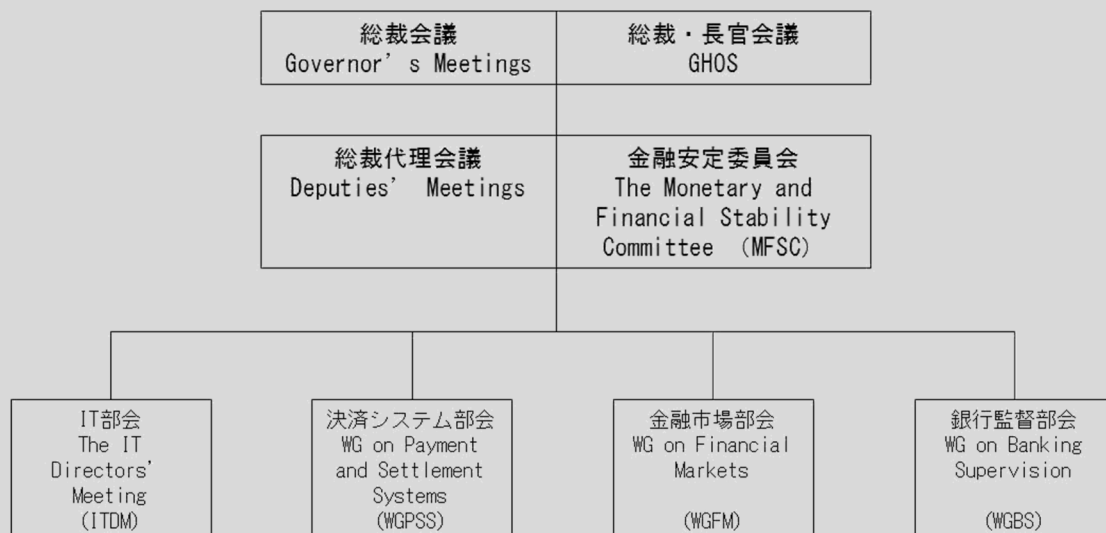 総裁会議
Governor’s Meetings
総裁・長官会議
GHOS
総裁代理会議
Deputies’ Meetings
金融安定委員会
The Monetary and
Financial Stability
Committee （MFSC）
IT部会
The IT
Directors’
Meeting
(ITDM)
決済システム部会
WG on Payment
and Settlement
Systems
(WGPSS)
金融市場部会
WG on Financial
Markets
(WGFM)
銀行監督部会
WG on Banking
Supervision
(WGBS)